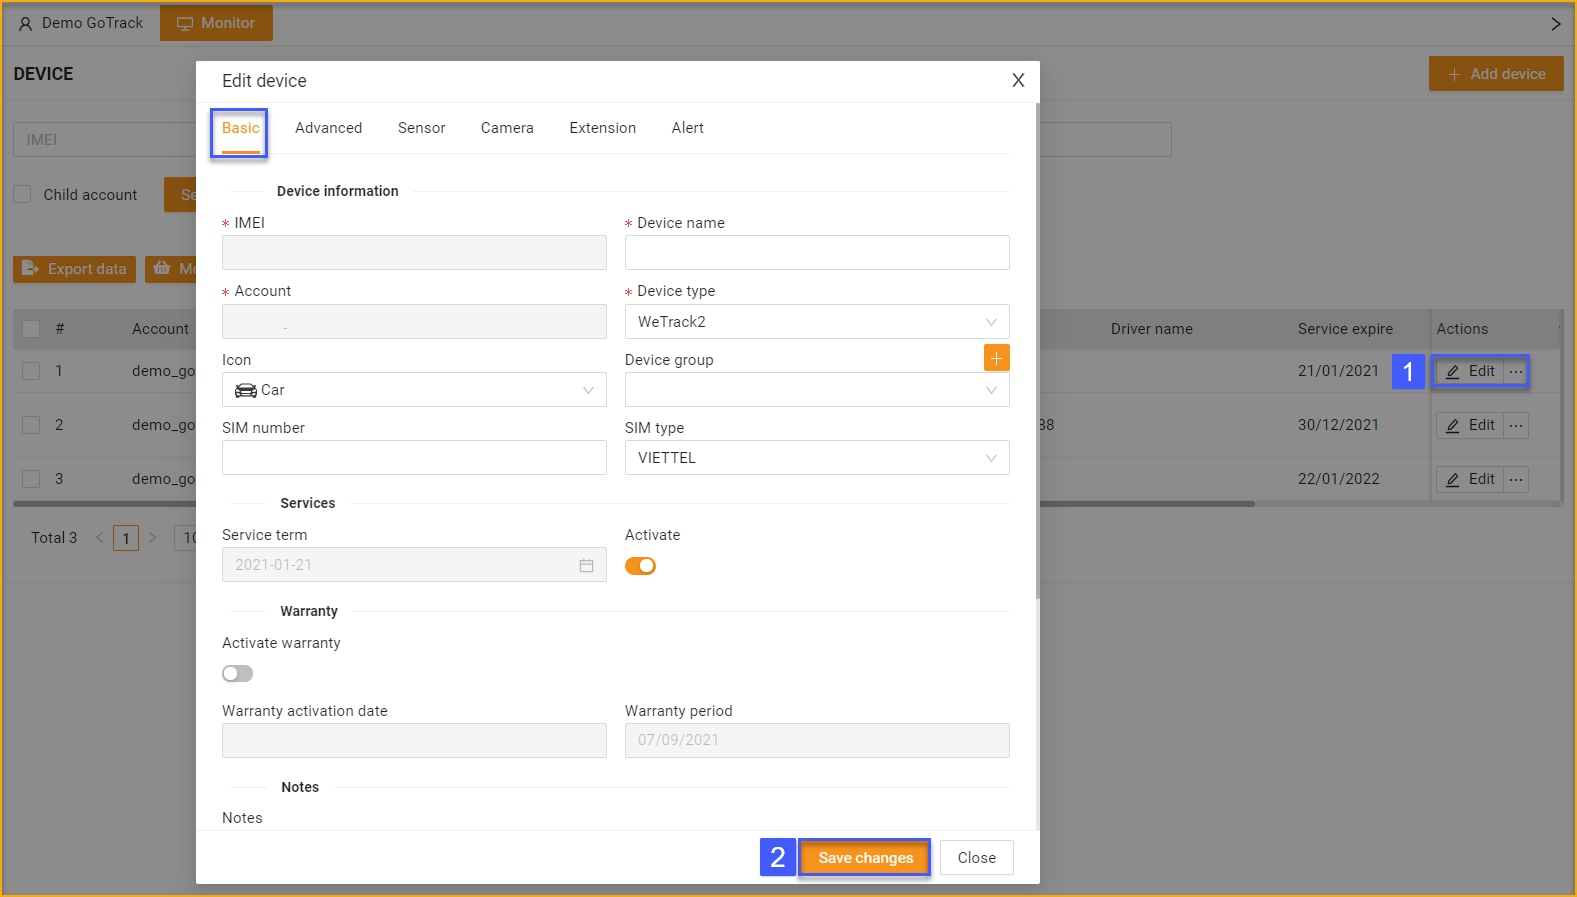 Demo GoTrack Monitor
DEVICE
Add device
Edit device X
Basic Advanced Sensor Camera Extension Alert
IMEI
Child account
Device information
* IMEI * Device name
* Account * Device type
- WeTrack2
Icon Device group +
Car
SIM number SIM type
VIETTEL
Export data
# Account Driver name Service expire Actions
1 demo_go 21/01/2021 1 Edit ...
2 demo_go 38 30/12/2021 Edit ...
3 demo_go 22/01/2022 Edit ...
Total 3 < 1 > 10
Services
Service term Activate
2021-01-21
Warranty
Activate warranty
Warranty activation date Warranty period
07/09/2021
Notes
Notes
2 Save changes Close